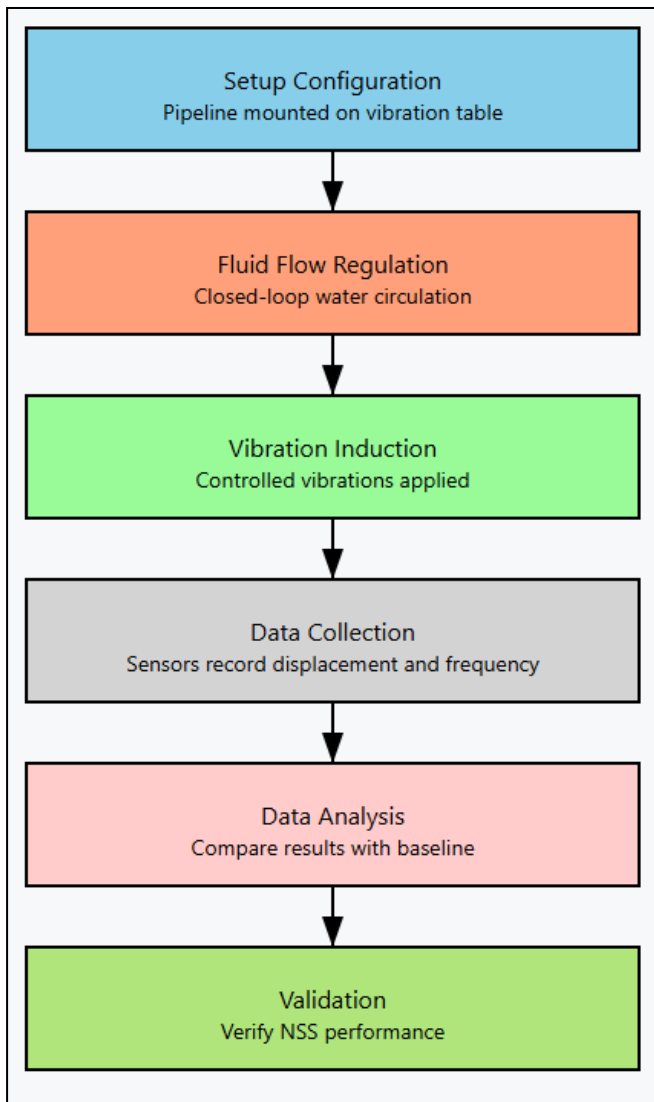 Setup Configuration
Pipeline mounted on vibration table
Fluid Flow Regulation
Closed-loop water circulation
Vibration Induction
Controlled vibrations applied
Data Collection
Sensors record displacement and frequency
Data Analysis
Compare results with baseline
Validation
Verify NSS performance